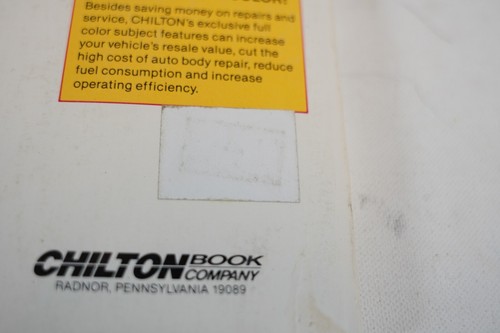 Besides saving money on repairs and
service, CHILTON's exclusive full
color subject features can increase
your vehicle's resale value, cut the
high cost of auto body repair, reduce
fuel consumption and increase
operating efficiency.
CHILTON BOOK
COMPANY
RADNOR, PENNSYLVANIA 19089